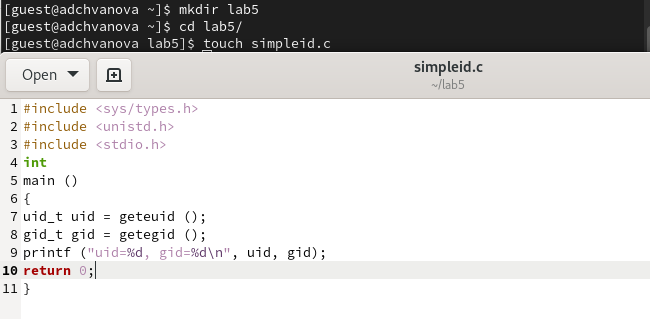 [guest@adchvanova ~]$ mkdir lab5
[guest@adchvanova ~]$ cd lab5/
[guest@adchvanova lab5]$ touch simpleid.c
Open
simpleid.c
~/lab5
1 #include <sys/types.h>
2 #include <unistd.h>
3 #include <stdio.h>
4 int
5 main ()
6 {
7 uid_t uid = geteuid ();
8 gid_t gid = getegid ();
9 printf ("uid=%d, gid=%d\n", uid, gid);
10 return 0;
11 }